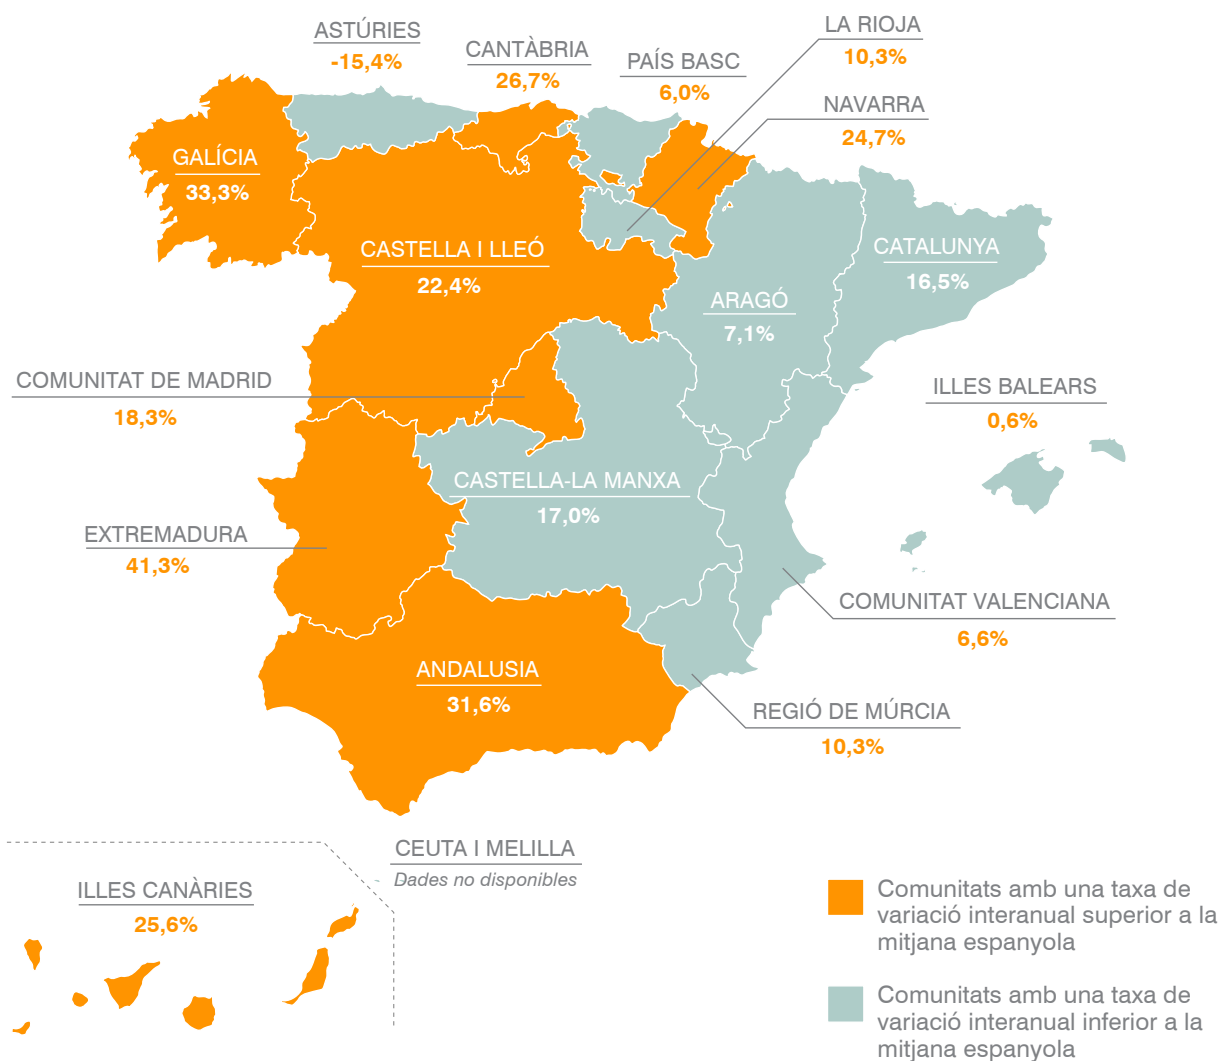 ASTÚRIES
-15,4%
CANTÀBRIA
26,7%
PAÍS BASC
6,0%
LA RIOJA
10,3%
NAVARRA
24,7%
GALÍCIA
33,3%
CASTELLA I LLEÓ
22,4%
CATALUNYA
16,5%
ARAGÓ
7,1%
COMUNITAT DE MADRID
18,3%
ILLES BALEARS
0,6%
CASTELLA-LA MANXA
17,0%
EXTREMADURA
41,3%
COMUNITAT VALENCIANA
6,6%
ANDALUSIA
31,6%
REGIÓ DE MÚRCIA
10,3%
CEUTA I MELILLA
Dades no disponibles
ILLES CANÀRIES
25,6%
Comunitats amb una taxa de
variació interanual superior a la
mitjana espanyola
Comunitats amb una taxa de
variació interanual inferior a la
mitjana espanyola